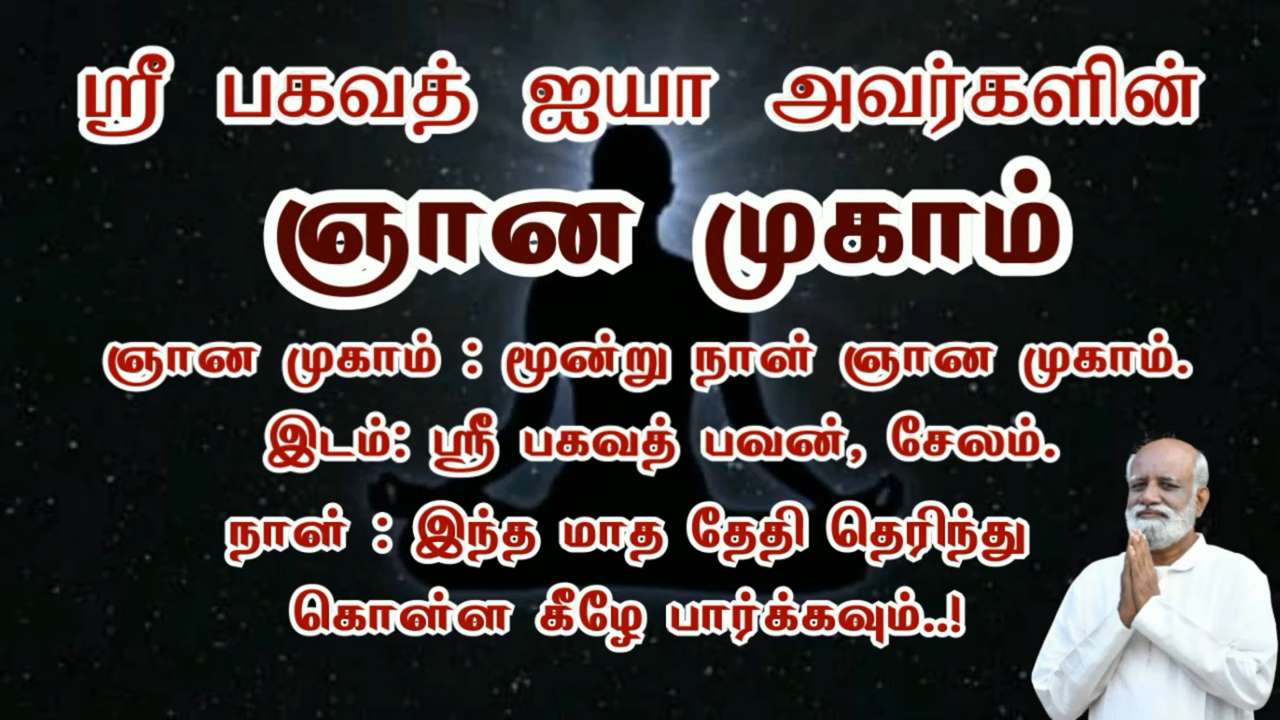 ஸ்ரீ பகவத் ஐயா அவர்களின்
ஞான முகாம்
ஞான முகாம் : மூன்று நாள் ஞான முகாம்.
இடம்: ஸ்ரீ பகவத் பவன், சேலம்.
நாள் : இந்த மாத தேதி தெரிந்து
கொள்ள கீழே பார்க்கவும்..!